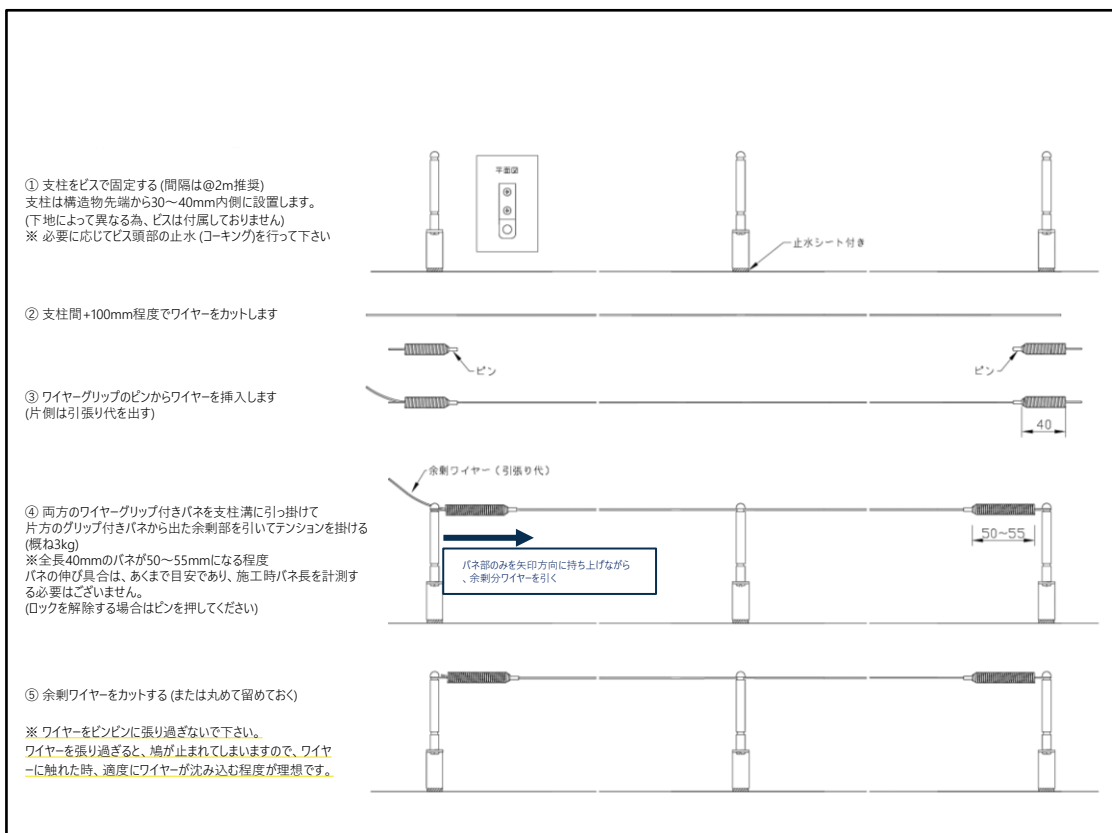 ① 支柱をビスで固定する (間隔は@2m推奨)
支柱は構造物先端から30～40mm内側に設置します。
(下地によって異なる為、ビスは付属しておりません)
※ 必要に応じてビス頭部の止水 (コーキング)を行って下さい
平面図
止水シート付き
② 支柱間+100mm程度でワイヤーをカットします
ピン
ピン
③ ワイヤーグリップのピンからワイヤーを挿入します
(片側は引張り代を出す)
40
余剰ワイヤー（引張り代）
④ 両方のワイヤーグリップ付きバネを支柱溝に引っ掛けて
片方のグリップ付きバネから出た余剰部を引いてテンションを掛ける
(概ね3kg)
※全長40mmのバネが50～55mmになる程度
バネの伸び具合は、あくまで目安であり、施工時バネ長を計測す
る必要はございません。
(ロックを解除する場合はピンを押してください)
50~55
バネ部のみを矢印方向に持ち上げながら
、余剰分ワイヤーを引く
⑤ 余剰ワイヤーをカットする (または丸めて留めておく)
※ ワイヤーをピンピンに張り過ぎないで下さい。
ワイヤーを張り過ぎると、鳩が止まれてしまいますので、ワイヤ
ーに触れた時、適度にワイヤーが沈み込む程度が理想です。